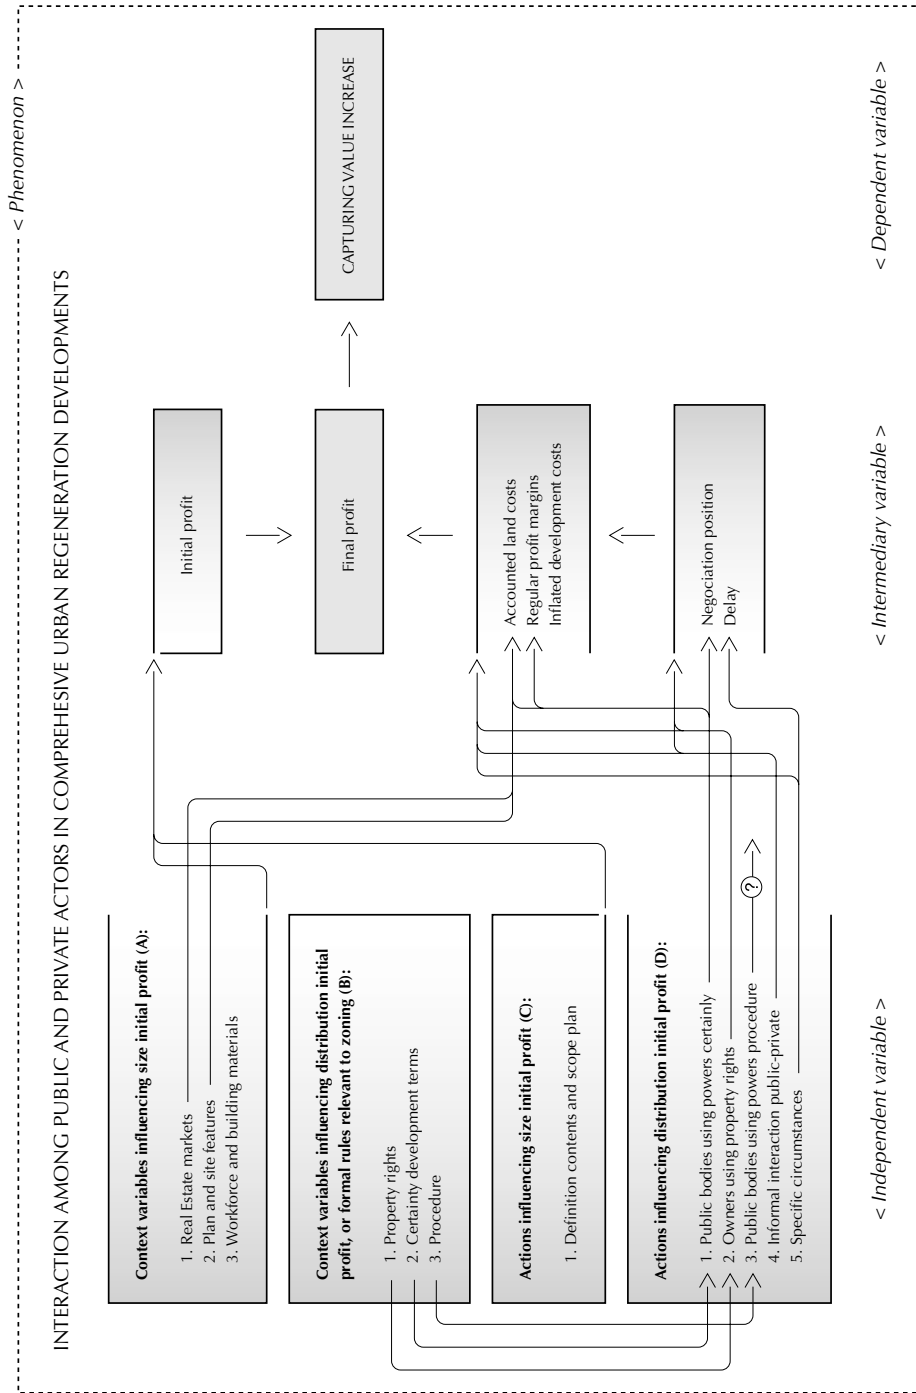 < Phenomenon >
INTERACTION AMONG PUBLIC AND PRIVATE ACTORS IN COMPREHESIVE URBAN REGENERATION DEVELOPMENTS
Context variables influencing size initial profit (A):
1. Real Estate markets
2. Plan and site features
3. Workforce and building materials
Context variables influencing distribution initial
profit, or formal rules relevant to zoning (B):
1. Property rights
2. Certainty development terms
3. Procedure
Actions influencing size initial profit (C):
1. Definition contents and scope plan
Actions influencing distribution initial profit (D):
1. Public bodies using powers certainly
2. Owners using property rights
3. Public bodies using powers procedure
?
4. Informal interaction public-private
5. Specific circumstances
Initial profit
Final profit
Accounted land costs
Regular profit margins
Inflated development costs
Negociation position
Delay
CAPTURING VALUE INCREASE
< Independent variable >
< Intermediary variable >
< Dependent variable >